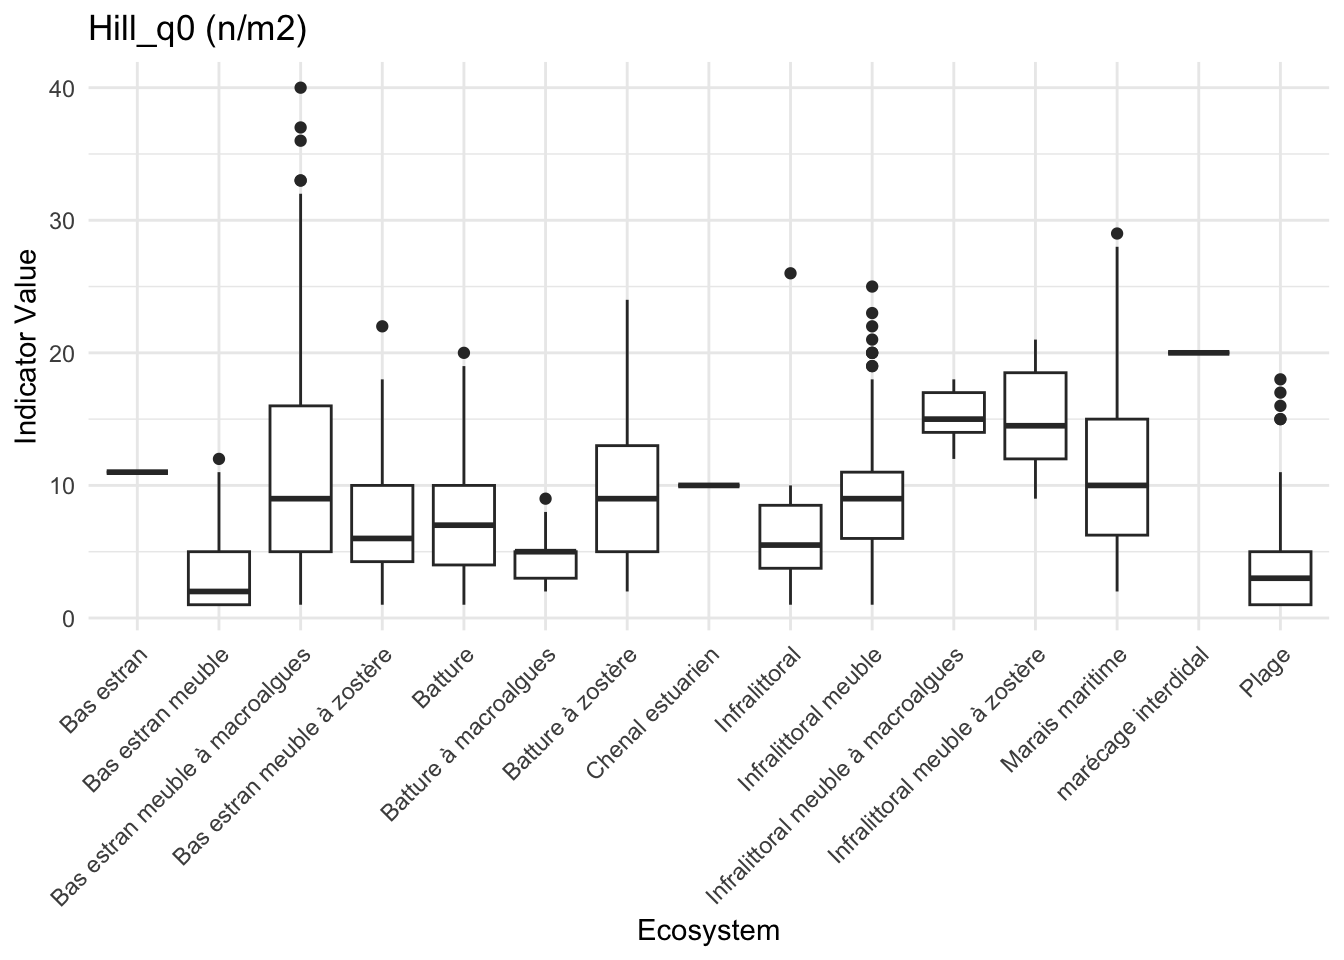 Hill_q0 (n/m2)
Indicator Value
40
30
20
10
0
Bas estran
Bas estran meuble
Bas estran meuble à macroalgues
Bas estran meuble à zostère
Batture
Batture à macroalgues
Batture à zostère
Chenal estuarien
Infralittoral
Infralittoral meuble
Infralittoral meuble à macroalgues
Infralittoral meuble à zostère
Marais maritime
marécage interdidal
Plage
Ecosystem